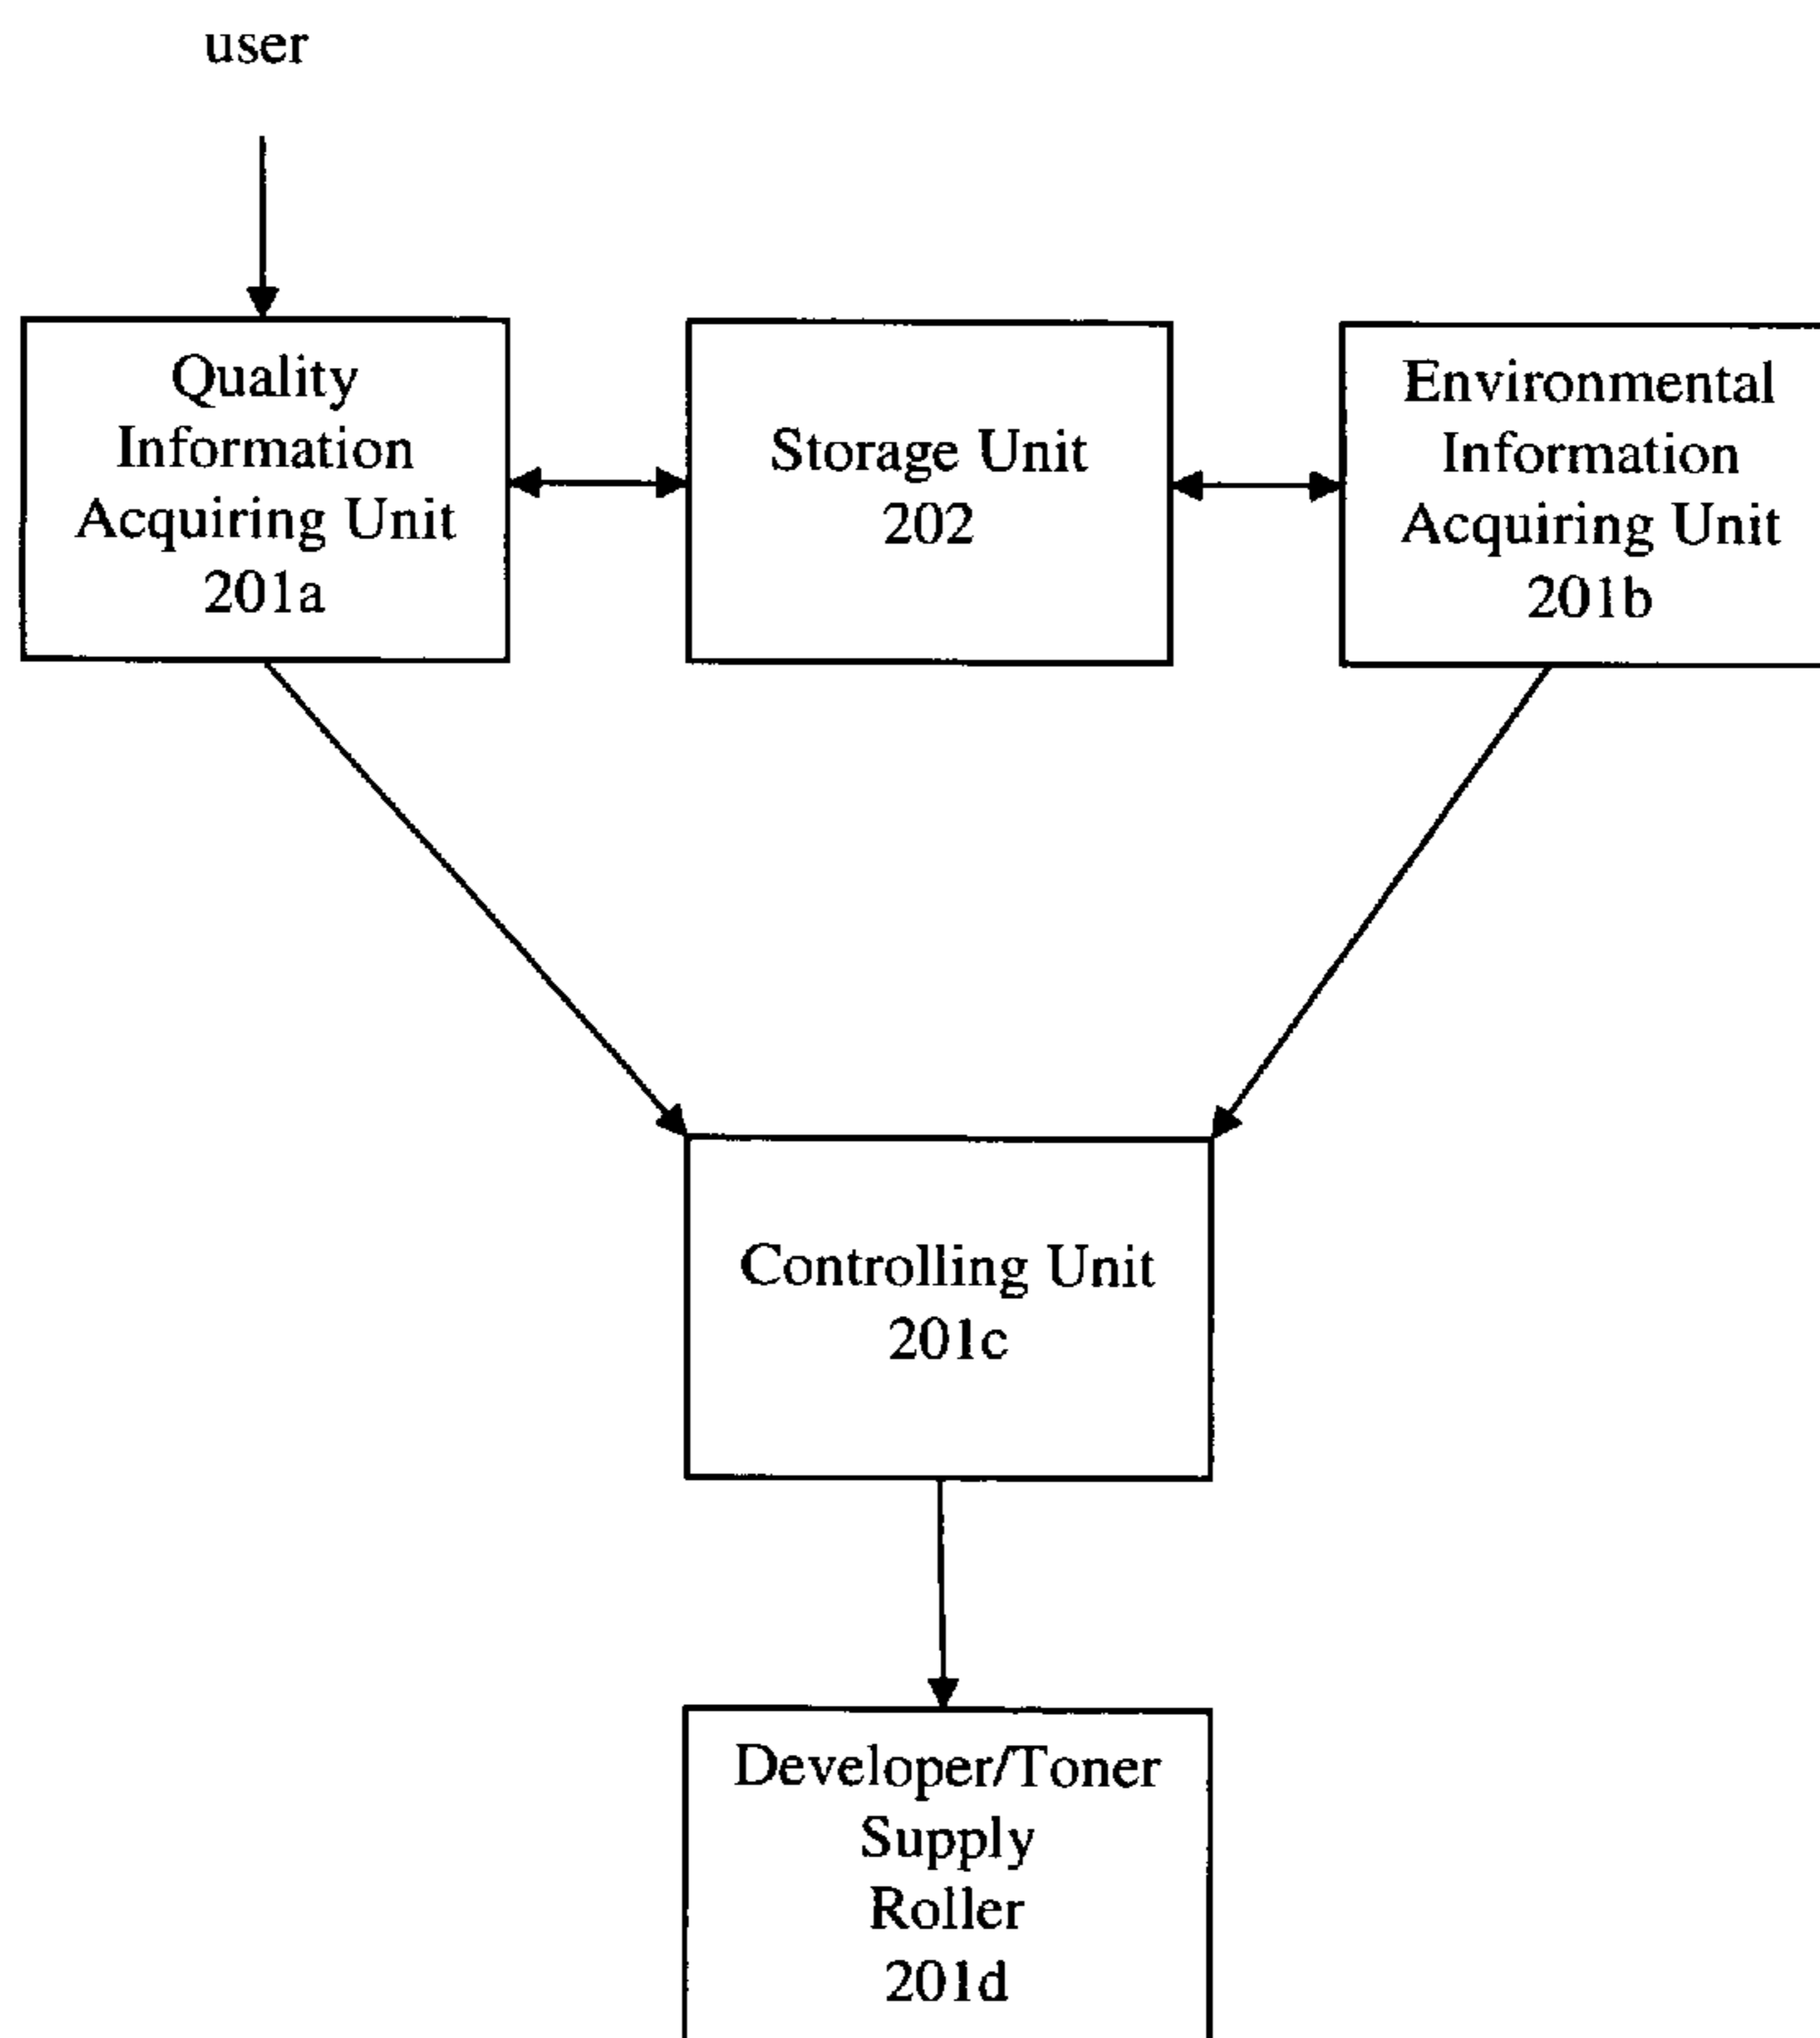 user
Quality
Information
Acquiring Unit
201a
Storage Unit
202
Environmental
Information
Acquiring Unit
201b
Controlling Unit
201c
Developer/Toner
Supply
Roller
201d